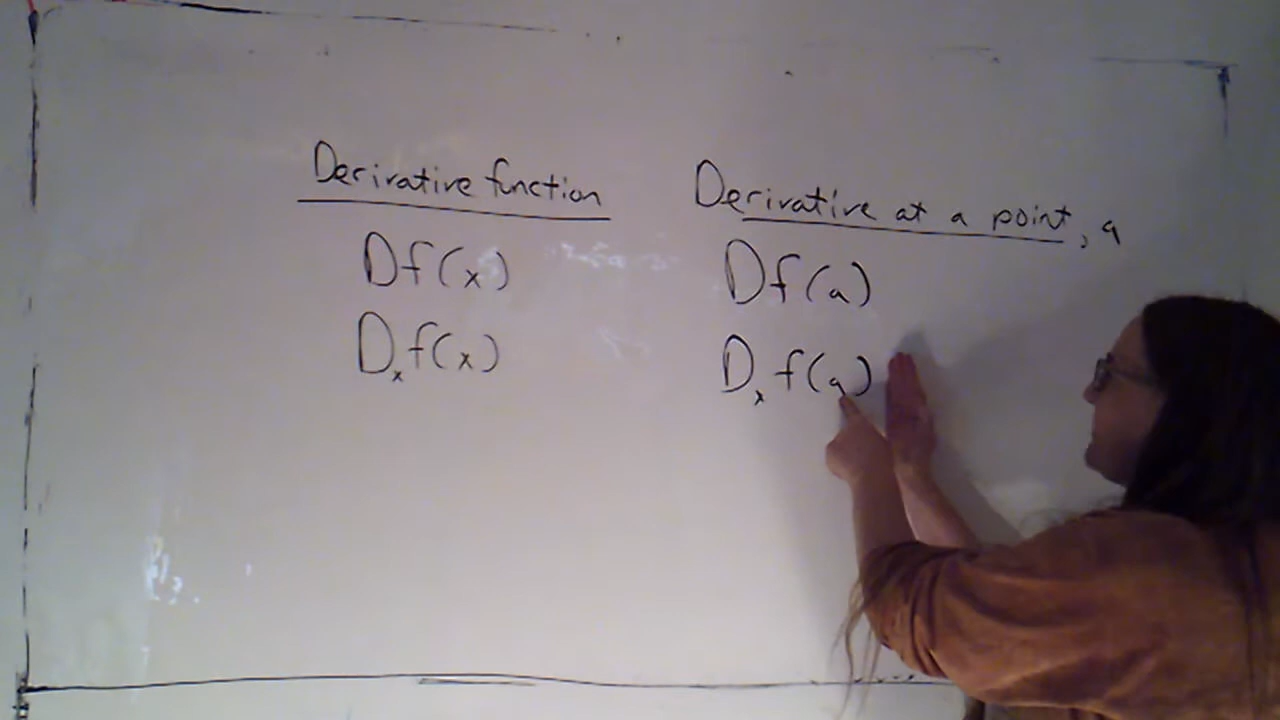 Derivative function
Df(x)
Dₓf(x)
Derivative at a point, a
Df(a)
Dₓf(a)